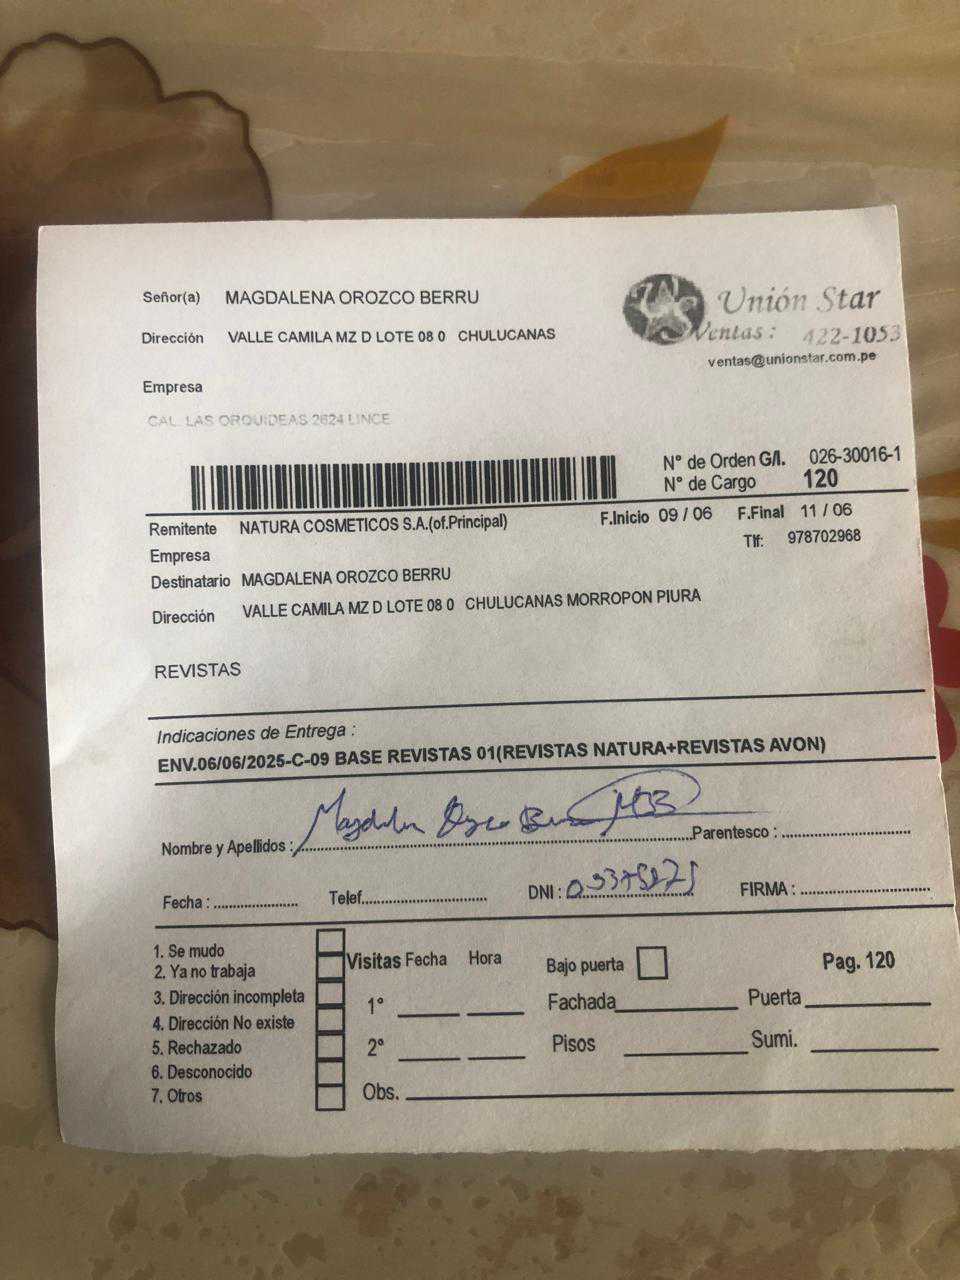 Señor(a) MAGDALENA OROZCO BERRU
Unión Star
Dirección VALLE CAMILA MZ D LOTE 08 0 CHULUCANAS
Ventas: 422-1053
ventas@unionstar.com.pe
Empresa
CAL. LAS ORQUIDEAS 2624 LINCE
N° de Orden G/I. 026-30016-1
N° de Cargo 120
Remitente NATURA COSMETICOS S.A.(of.Principal) F.Inicio 09 / 06 F.Final 11 / 06
Empresa Tlf: 978702968
Destinatario MAGDALENA OROZCO BERRU
Dirección VALLE CAMILA MZ D LOTE 08 0 CHULUCANAS MORROPON PIURA
REVISTAS
Indicaciones de Entrega :
ENV.06/06/2025-C-09 BASE REVISTAS 01(REVISTAS NATURA+REVISTAS AVON)
Nombre y Apellidos : Magdalena Orozco Parentesco :
Fecha : Telef. DNI : FIRMA :
1. Se mudo
2. Ya no trabaja
3. Dirección incompleta
4. Dirección No existe
5. Rechazado
6. Desconocido
7. Otros
Visitas Fecha Hora
1°
2°
Obs.
Bajo puerta Pag. 120
Fachada Puerta
Pisos Sumi.